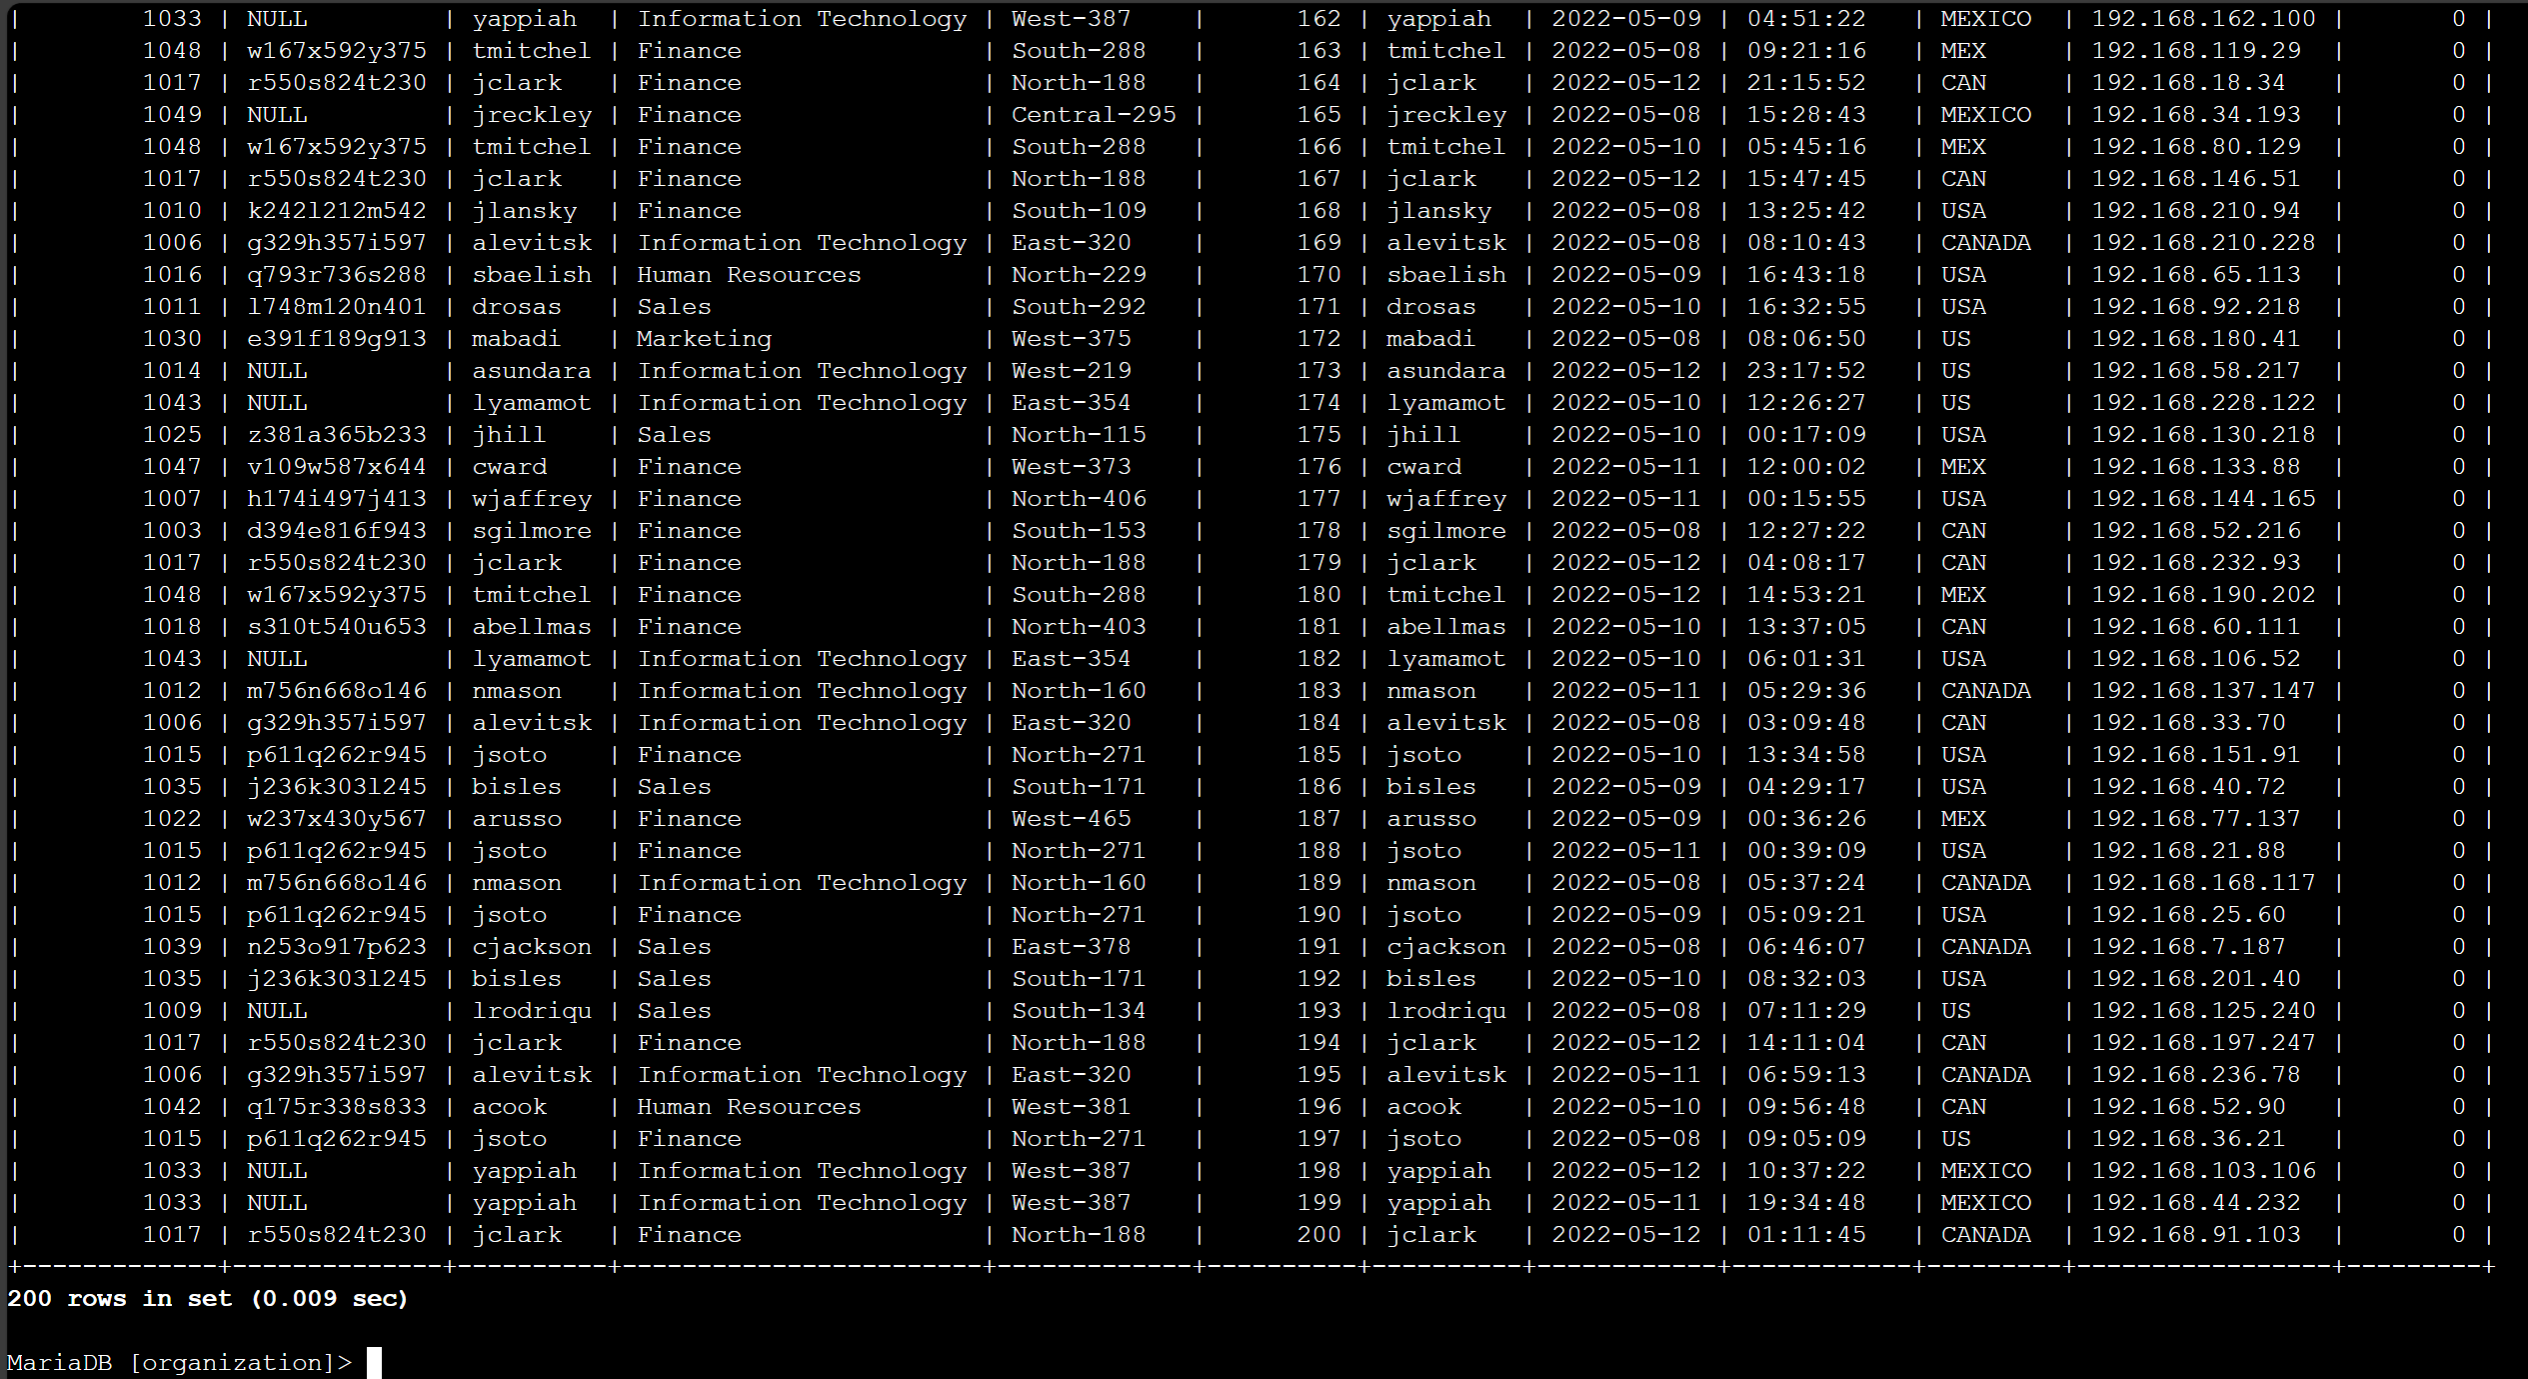 |        1033 | NULL         | yappiah  | Information Technology | West-387    |      162 | yappiah  | 2022-05-09 | 04:51:22   | MEXICO  | 192.168.162.100 |       0 |
|        1048 | w167x592y375 | tmitchel | Finance                | South-288   |      163 | tmitchel | 2022-05-08 | 09:21:16   | MEX     | 192.168.119.29  |       0 |
|        1017 | r550s824t230 | jclark   | Finance                | North-188   |      164 | jclark   | 2022-05-12 | 21:15:52   | CAN     | 192.168.18.34   |       0 |
|        1049 | NULL         | jreckley | Finance                | Central-295 |      165 | jreckley | 2022-05-08 | 15:28:43   | MEXICO  | 192.168.34.193  |       0 |
|        1048 | w167x592y375 | tmitchel | Finance                | South-288   |      166 | tmitchel | 2022-05-10 | 05:45:16   | MEX     | 192.168.80.129  |       0 |
|        1017 | r550s824t230 | jclark   | Finance                | North-188   |      167 | jclark   | 2022-05-12 | 15:47:45   | CAN     | 192.168.146.51  |       0 |
|        1010 | k242l212m542 | jlansky  | Finance                | South-109   |      168 | jlansky  | 2022-05-08 | 13:25:42   | USA     | 192.168.210.94  |       0 |
|        1006 | g329h357i597 | alevitsk | Information Technology | East-320    |      169 | alevitsk | 2022-05-08 | 08:10:43   | CANADA  | 192.168.210.228 |       0 |
|        1016 | q793r736s288 | sbaelish | Human Resources        | North-229   |      170 | sbaelish | 2022-05-09 | 16:43:18   | USA     | 192.168.65.113  |       0 |
|        1011 | l748m120n401 | drosas   | Sales                  | South-292   |      171 | drosas   | 2022-05-10 | 16:32:55   | USA     | 192.168.92.218  |       0 |
|        1030 | e391f189g913 | mabadi   | Marketing              | West-375    |      172 | mabadi   | 2022-05-08 | 08:06:50   | US      | 192.168.180.41  |       0 |
|        1014 | NULL         | asundara | Information Technology | West-219    |      173 | asundara | 2022-05-12 | 23:17:52   | US      | 192.168.58.217  |       0 |
|        1043 | NULL         | lyamamot | Information Technology | East-354    |      174 | lyamamot | 2022-05-10 | 12:26:27   | US      | 192.168.228.122 |       0 |
|        1025 | z381a365b233 | jhill    | Sales                  | North-115   |      175 | jhill    | 2022-05-10 | 00:17:09   | USA     | 192.168.130.218 |       0 |
|        1047 | v109w587x644 | cward    | Finance                | West-373    |      176 | cward    | 2022-05-11 | 12:00:02   | MEX     | 192.168.133.88  |       0 |
|        1007 | h174i497j413 | wjaffrey | Finance                | North-406   |      177 | wjaffrey | 2022-05-11 | 00:15:55   | USA     | 192.168.144.165 |       0 |
|        1003 | d394e816f943 | sgilmore | Finance                | South-153   |      178 | sgilmore | 2022-05-08 | 12:27:22   | CAN     | 192.168.52.216  |       0 |
|        1017 | r550s824t230 | jclark   | Finance                | North-188   |      179 | jclark   | 2022-05-12 | 04:08:17   | CAN     | 192.168.232.93  |       0 |
|        1048 | w167x592y375 | tmitchel | Finance                | South-288   |      180 | tmitchel | 2022-05-12 | 14:53:21   | MEX     | 192.168.190.202 |       0 |
|        1018 | s310t540u653 | abellmas | Finance                | North-403   |      181 | abellmas | 2022-05-10 | 13:37:05   | CAN     | 192.168.60.111  |       0 |
|        1043 | NULL         | lyamamot | Information Technology | East-354    |      182 | lyamamot | 2022-05-10 | 06:01:31   | USA     | 192.168.106.52  |       0 |
|        1012 | m756n668o146 | nmason   | Information Technology | North-160   |      183 | nmason   | 2022-05-11 | 05:29:36   | CANADA  | 192.168.137.147 |       0 |
|        1006 | g329h357i597 | alevitsk | Information Technology | East-320    |      184 | alevitsk | 2022-05-08 | 03:09:48   | CAN     | 192.168.33.70   |       0 |
|        1015 | p611q262r945 | jsoto    | Finance                | North-271   |      185 | jsoto    | 2022-05-10 | 13:34:58   | USA     | 192.168.151.91  |       0 |
|        1035 | j236k303l245 | bisles   | Sales                  | South-171   |      186 | bisles   | 2022-05-09 | 04:29:17   | USA     | 192.168.40.72   |       0 |
|        1022 | w237x430y567 | arusso   | Finance                | West-465    |      187 | arusso   | 2022-05-09 | 00:36:26   | MEX     | 192.168.77.137  |       0 |
|        1015 | p611q262r945 | jsoto    | Finance                | North-271   |      188 | jsoto    | 2022-05-11 | 00:39:09   | USA     | 192.168.21.88   |       0 |
|        1012 | m756n668o146 | nmason   | Information Technology | North-160   |      189 | nmason   | 2022-05-08 | 05:37:24   | CANADA  | 192.168.168.117 |       0 |
|        1015 | p611q262r945 | jsoto    | Finance                | North-271   |      190 | jsoto    | 2022-05-09 | 05:09:21   | USA     | 192.168.25.60   |       0 |
|        1039 | n253o917p623 | cjackson | Sales                  | East-378    |      191 | cjackson | 2022-05-08 | 06:46:07   | CANADA  | 192.168.7.187   |       0 |
|        1035 | j236k303l245 | bisles   | Sales                  | South-171   |      192 | bisles   | 2022-05-10 | 08:32:03   | USA     | 192.168.201.40  |       0 |
|        1009 | NULL         | lrodriqu | Sales                  | South-134   |      193 | lrodriqu | 2022-05-08 | 07:11:29   | US      | 192.168.125.240 |       0 |
|        1017 | r550s824t230 | jclark   | Finance                | North-188   |      194 | jclark   | 2022-05-12 | 14:11:04   | CAN     | 192.168.197.247 |       0 |
|        1006 | g329h357i597 | alevitsk | Information Technology | East-320    |      195 | alevitsk | 2022-05-11 | 06:59:13   | CANADA  | 192.168.236.78  |       0 |
|        1042 | q175r338s833 | acook    | Human Resources        | West-381    |      196 | acook    | 2022-05-10 | 09:56:48   | CAN     | 192.168.52.90   |       0 |
|        1015 | p611q262r945 | jsoto    | Finance                | North-271   |      197 | jsoto    | 2022-05-08 | 09:05:09   | US      | 192.168.36.21   |       0 |
|        1033 | NULL         | yappiah  | Information Technology | West-387    |      198 | yappiah  | 2022-05-12 | 10:37:22   | MEXICO  | 192.168.103.106 |       0 |
|        1033 | NULL         | yappiah  | Information Technology | West-387    |      199 | yappiah  | 2022-05-11 | 19:34:48   | MEXICO  | 192.168.44.232  |       0 |
|        1017 | r550s824t230 | jclark   | Finance                | North-188   |      200 | jclark   | 2022-05-12 | 01:11:45   | CANADA  | 192.168.91.103  |       0 |
+-------------+--------------+----------+------------------------+-------------+----------+----------+------------+------------+---------+-----------------+---------+
200 rows in set (0.009 sec)
MariaDB [organization]>